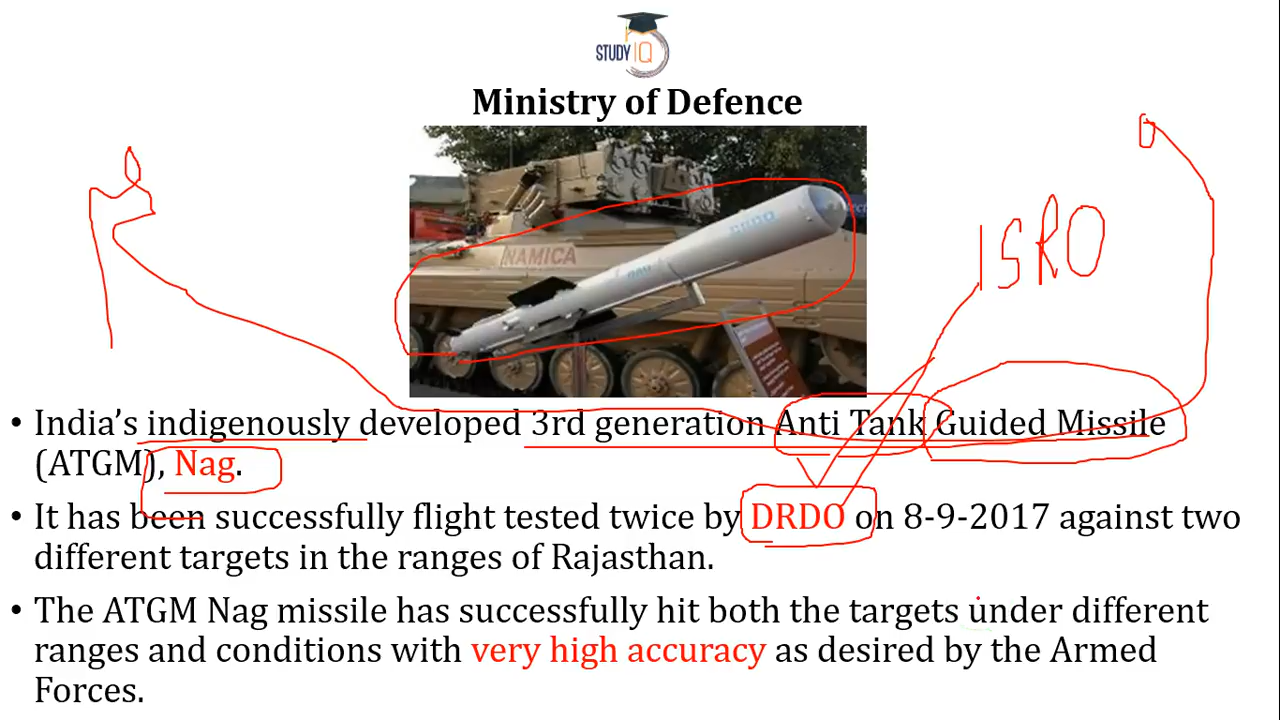 STUDY IQ
Ministry of Defence
NAMICA
DRDO
ISRO
• India's indigenously developed 3rd generation Anti Tank Guided Missile
(ATGM), Nag.
• It has been successfully flight tested twice by DRDO on 8-9-2017 against two
different targets in the ranges of Rajasthan.
• The ATGM Nag missile has successfully hit both the targets under different
ranges and conditions with very high accuracy as desired by the Armed
Forces.